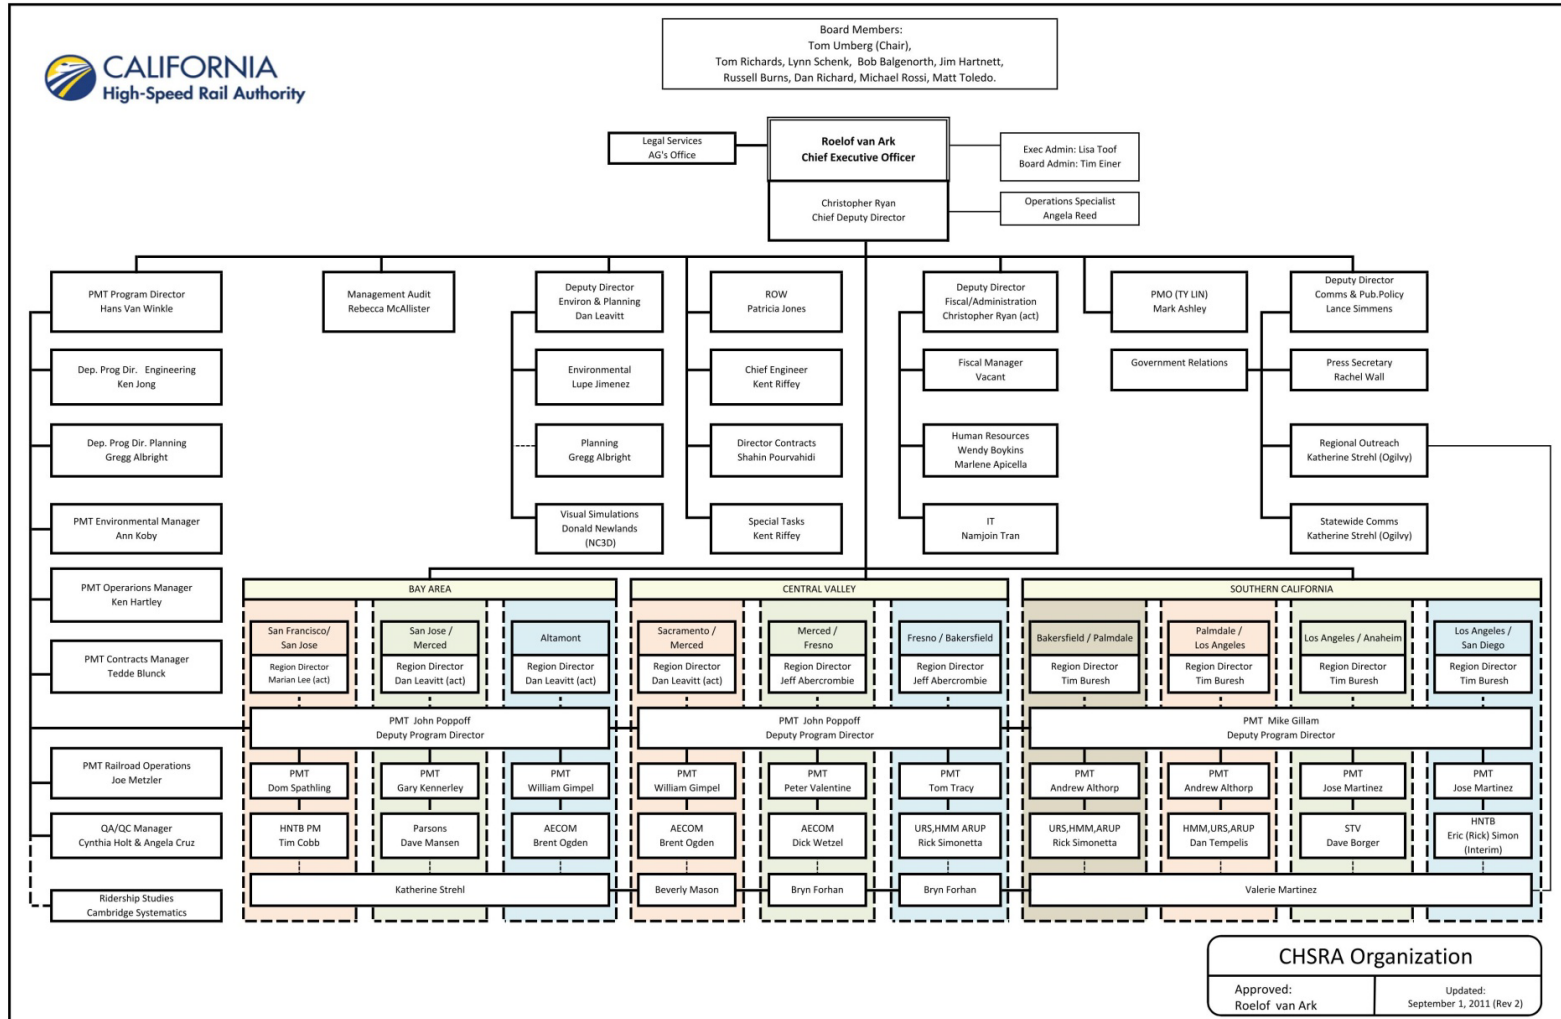 Board Members:
Tom Umberg (Chair),
Tom Richards, Lynn Schenk, Bob Balgenorth, Jim Hartnett,
Russell Burns, Dan Richard, Michael Rossi, Matt Toledo.
CALIFORNIA
High-Speed Rail Authority
Legal Services
AG's Office
Roelof van Ark
Chief Executive Officer
Exec Admin: Lisa Toof
Board Admin: Tim Einer
Christopher Ryan
Chief Deputy Director
Operations Specialist
Angela Reed
PMT Program Director
Hans Van Winkle
Management Audit
Rebecca McAllister
Deputy Director
Environ & Planning
Dan Leavitt
ROW
Patricia Jones
Deputy Director
Fiscal/Administration
Christopher Ryan (act)
PMO (TY LIN)
Mark Ashley
Deputy Director
Comms & Pub.Policy
Lance Simmens
Dep. Prog Dir. Engineering
Ken Jong
Environmental
Lupe Jimenez
Chief Engineer
Kent Riffey
Fiscal Manager
Vacant
Government Relations
Press Secretary
Rachel Wall
Dep. Prog Dir. Planning
Gregg Albright
Planning
Gregg Albright
Director Contracts
Shahin Pourvahidi
Human Resources
Wendy Boykins
Marlene Apicella
Regional Outreach
Katherine Strehl (Ogilvy)
PMT Environmental Manager
Ann Koby
Visual Simulations
Donald Newlands
(NC3D)
Special Tasks
Kent Riffey
IT
Namjoin Tran
Statewide Comms
Katherine Strehl (Ogilvy)
PMT Operarions Manager
Ken Hartley
PMT Contracts Manager
Tedde Blunck
PMT Railroad Operations
Joe Metzler
QA/QC Manager
Cynthia Holt & Angela Cruz
Ridership Studies
Cambridge Systematics
BAY AREA
CENTRAL VALLEY
SOUTHERN CALIFORNIA
San Francisco/
San Jose
San Jose /
Merced
Altamont
Sacramento /
Merced
Merced /
Fresno
Fresno / Bakersfield
Bakersfield / Palmdale
Palmdale /
Los Angeles
Los Angeles / Anaheim
Los Angeles /
San Diego
Region Director
Marian Lee (act)
Region Director
Dan Leavitt (act)
Region Director
Dan Leavitt (act)
Region Director
Dan Leavitt (act)
Region Director
Jeff Abercrombie
Region Director
Jeff Abercrombie
Region Director
Tim Buresh
Region Director
Tim Buresh
Region Director
Tim Buresh
Region Director
Tim Buresh
PMT John Poppoff
Deputy Program Director
PMT John Poppoff
Deputy Program Director
PMT Mike Gillam
Deputy Program Director
PMT
Dom Spathling
PMT
Gary Kennerley
PMT
William Gimpel
PMT
William Gimpel
PMT
Peter Valentine
PMT
Tom Tracy
PMT
Andrew Althorp
PMT
Andrew Althorp
PMT
Jose Martinez
PMT
Jose Martinez
HNTB PM
Tim Cobb
Parsons
Dave Mansen
AECOM
Brent Ogden
AECOM
Brent Ogden
AECOM
Dick Wetzel
URS,HMM ARUP
Rick Simonetta
URS,HMM,ARUP
Rick Simonetta
HMM,URS,ARUP
Dan Tempelis
STV
Dave Borger
HNTB
Eric (Rick) Simon
(Interim)
Katherine Strehl
Beverly Mason
Bryn Forhan
Bryn Forhan
Valerie Martinez
CHSRA Organization
Approved:
Roelof van Ark
Updated:
September 1, 2011 (Rev 2)